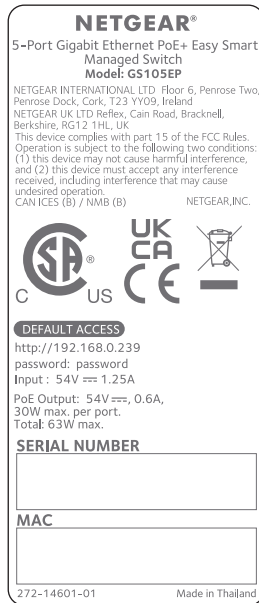 NETGEAR®
5-Port Gigabit Ethernet PoE+ Easy Smart
Managed Switch
Model: GS105EP
NETGEAR INTERNATIONAL LTD Floor 6, Penrose Two,
Penrose Dock, Cork, T23 YY09, Ireland
NETGEAR UK LTD Reflex, Cain Road, Bracknell,
Berkshire, RG12 1HL, UK
This device complies with part 15 of the FCC Rules.
Operation is subject to the following two conditions:
(1) this device may not cause harmful interference,
and (2) this device must accept any interference
received, including interference that may cause
undesired operation.
CAN ICES (B) / NMB (B) NETGEAR,INC.
SA ®
C US
UK
CA
CE
DEFAULT ACCESS
http://192.168.0.239
password: password
Input : 54V ⎓ 1.25A
PoE Output: 54V ⎓, 0.6A,
30W max. per port.
Total: 63W max.
SERIAL NUMBER
MAC
272-14601-01 Made in Thailand